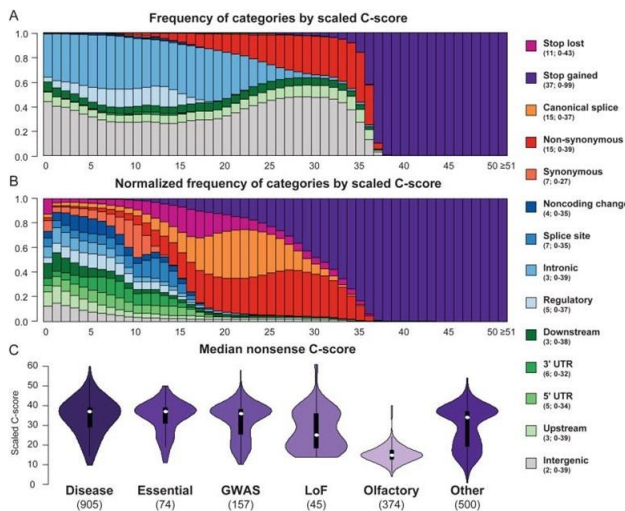 A
Frequency of categories by scaled C-score
1.0
0.8
0.6
0.4
0.2
0.0
0 5 10 15 20 25 30 35 40 45 50 ≥51
B
Normalized frequency of categories by scaled C-score
1.0
0.8
0.6
0.4
0.2
0.0
0 5 10 15 20 25 30 35 40 45 50 ≥51
C
Median nonsense C-score
Scaled C-score
60
50
40
30
20
10
0
Disease Essential GWAS LoF Olfactory Other
(905) (74) (157) (45) (374) (500)
Stop lost
(11; 0-43)
Stop gained
(37; 0-99)
Canonical splice
(15; 0-37)
Non-synonymous
(15; 0-39)
Synonymous
(7; 0-27)
Noncoding change
(4; 0-35)
Splice site
(7; 0-35)
Intronic
(3; 0-39)
Regulatory
(5; 0-37)
Downstream
(3; 0-38)
3' UTR
(6; 0-32)
5' UTR
(5; 0-34)
Upstream
(3; 0-39)
Intergenic
(2; 0-39)